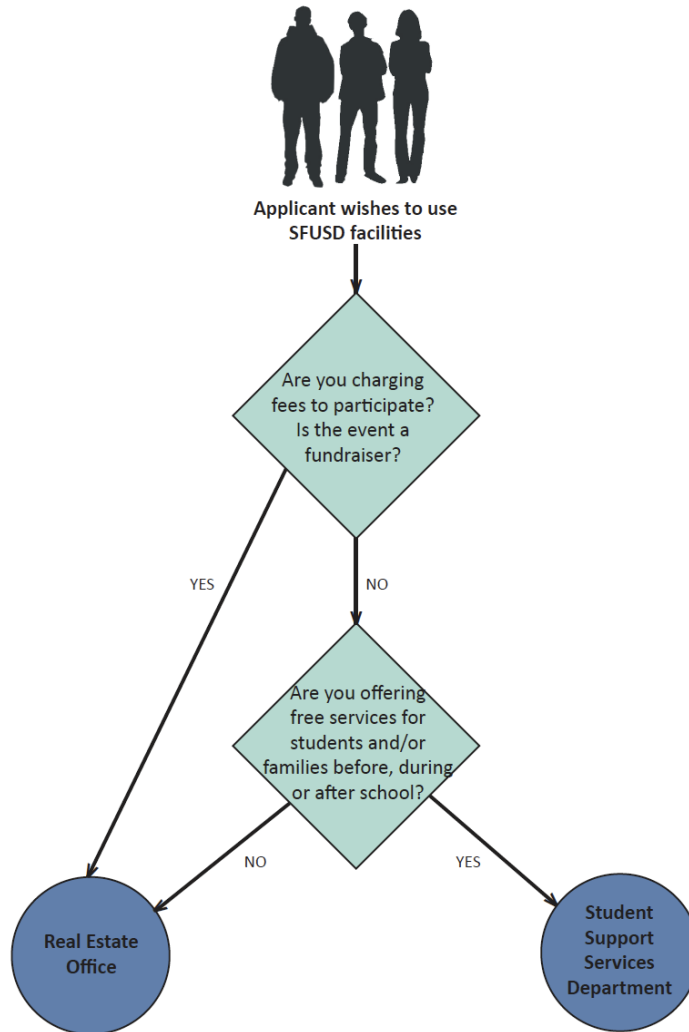 Applicant wishes to use
SFUSD facilities
Are you charging
fees to participate?
Is the event a
fundraiser?
YES
NO
Are you offering
free services for
students and/or
families before, during
or after school?
NO
YES
Real Estate
Office
Student
Support
Services
Department